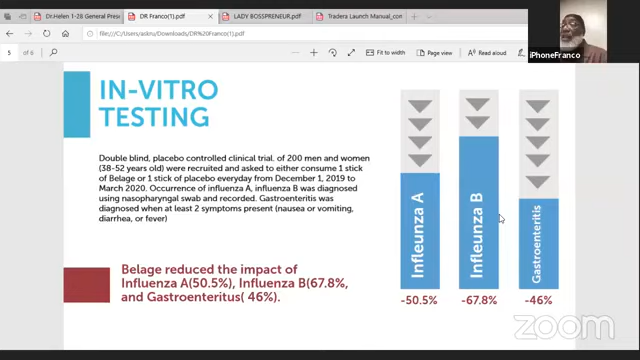 Dr.Helen 1-28 General Presen
DR Franco(1).pdf
LADY BOSSPRENEUR.pdf
Tradera Launch Manual_con
file:///C:/Users/askinu/Downloads/DR%20Franco(1).pdf
5 of 6
Fit to width
Page view
Read aloud
iPhoneFranco
IN-VITRO
TESTING
Double blind, placebo controlled clinical trial. of 200 men and women
(38-52 years old) were recruited and asked to either consume 1 stick
of Belage or 1 stick of placebo everyday from December 1, 2019 to
March 2020. Occurrence of influenza A, influenza B was diagnosed
using nasopharyngal swab and recorded. Gastroenteritis was
diagnosed when at least 2 symptoms present (nausea or vomiting,
diarrhea, or fever)
Belage reduced the impact of
Influenza A(50.5%), Influenza B(67.8%,
and Gastroenteritus( 46%).
Infleunza A
Infleunza B
Gastroenteritis
-50.5%
-67.8%
-46%
zoom